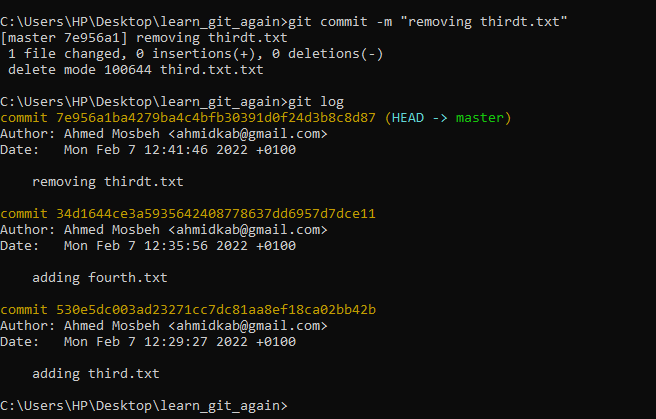 C:\Users\HP\Desktop\learn_git_again>git commit -m "removing thirdt.txt"
[master 7e956a1] removing thirdt.txt
 1 file changed, 0 insertions(+), 0 deletions(-)
 delete mode 100644 third.txt.txt
C:\Users\HP\Desktop\learn_git_again>git log
commit 7e956a1ba4279ba4c4bfb30391d0f24d3b8c8d87 (HEAD -> master)
Author: Ahmed Mosbeh <ahmidkab@gmail.com>
Date:   Mon Feb 7 12:41:46 2022 +0100
    removing thirdt.txt
commit 34d1644ce3a5935642408778637dd6957d7dce11
Author: Ahmed Mosbeh <ahmidkab@gmail.com>
Date:   Mon Feb 7 12:35:56 2022 +0100
    adding fourth.txt
commit 530e5dc003ad23271cc7dc81aa8ef18ca02bb42b
Author: Ahmed Mosbeh <ahmidkab@gmail.com>
Date:   Mon Feb 7 12:29:27 2022 +0100
    adding third.txt
C:\Users\HP\Desktop\learn_git_again>